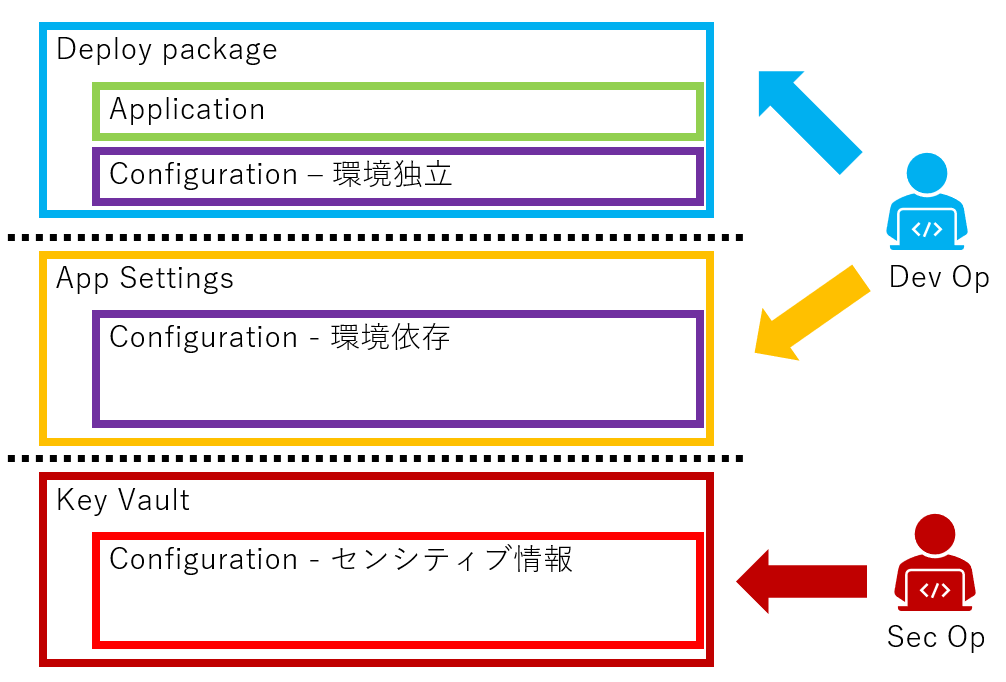 Deploy package
Application
Configuration – 環境独立
</>
Dev Op
App Settings
Configuration - 環境依存
Key Vault
Configuration - センシティブ情報
</>
Sec Op